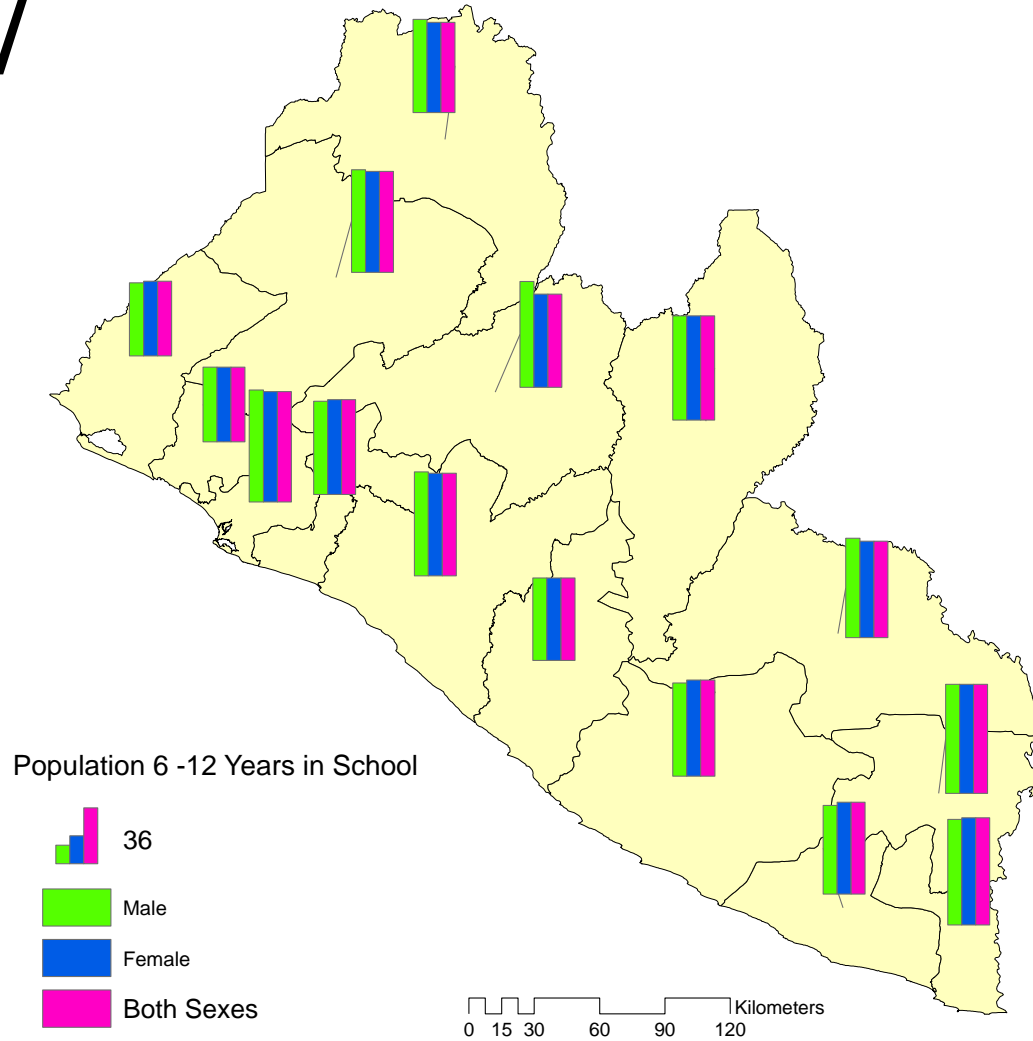 Population 6 -12 Years in School
36
Male
Female
Both Sexes
Kilometers
0 15 30 60 90 120